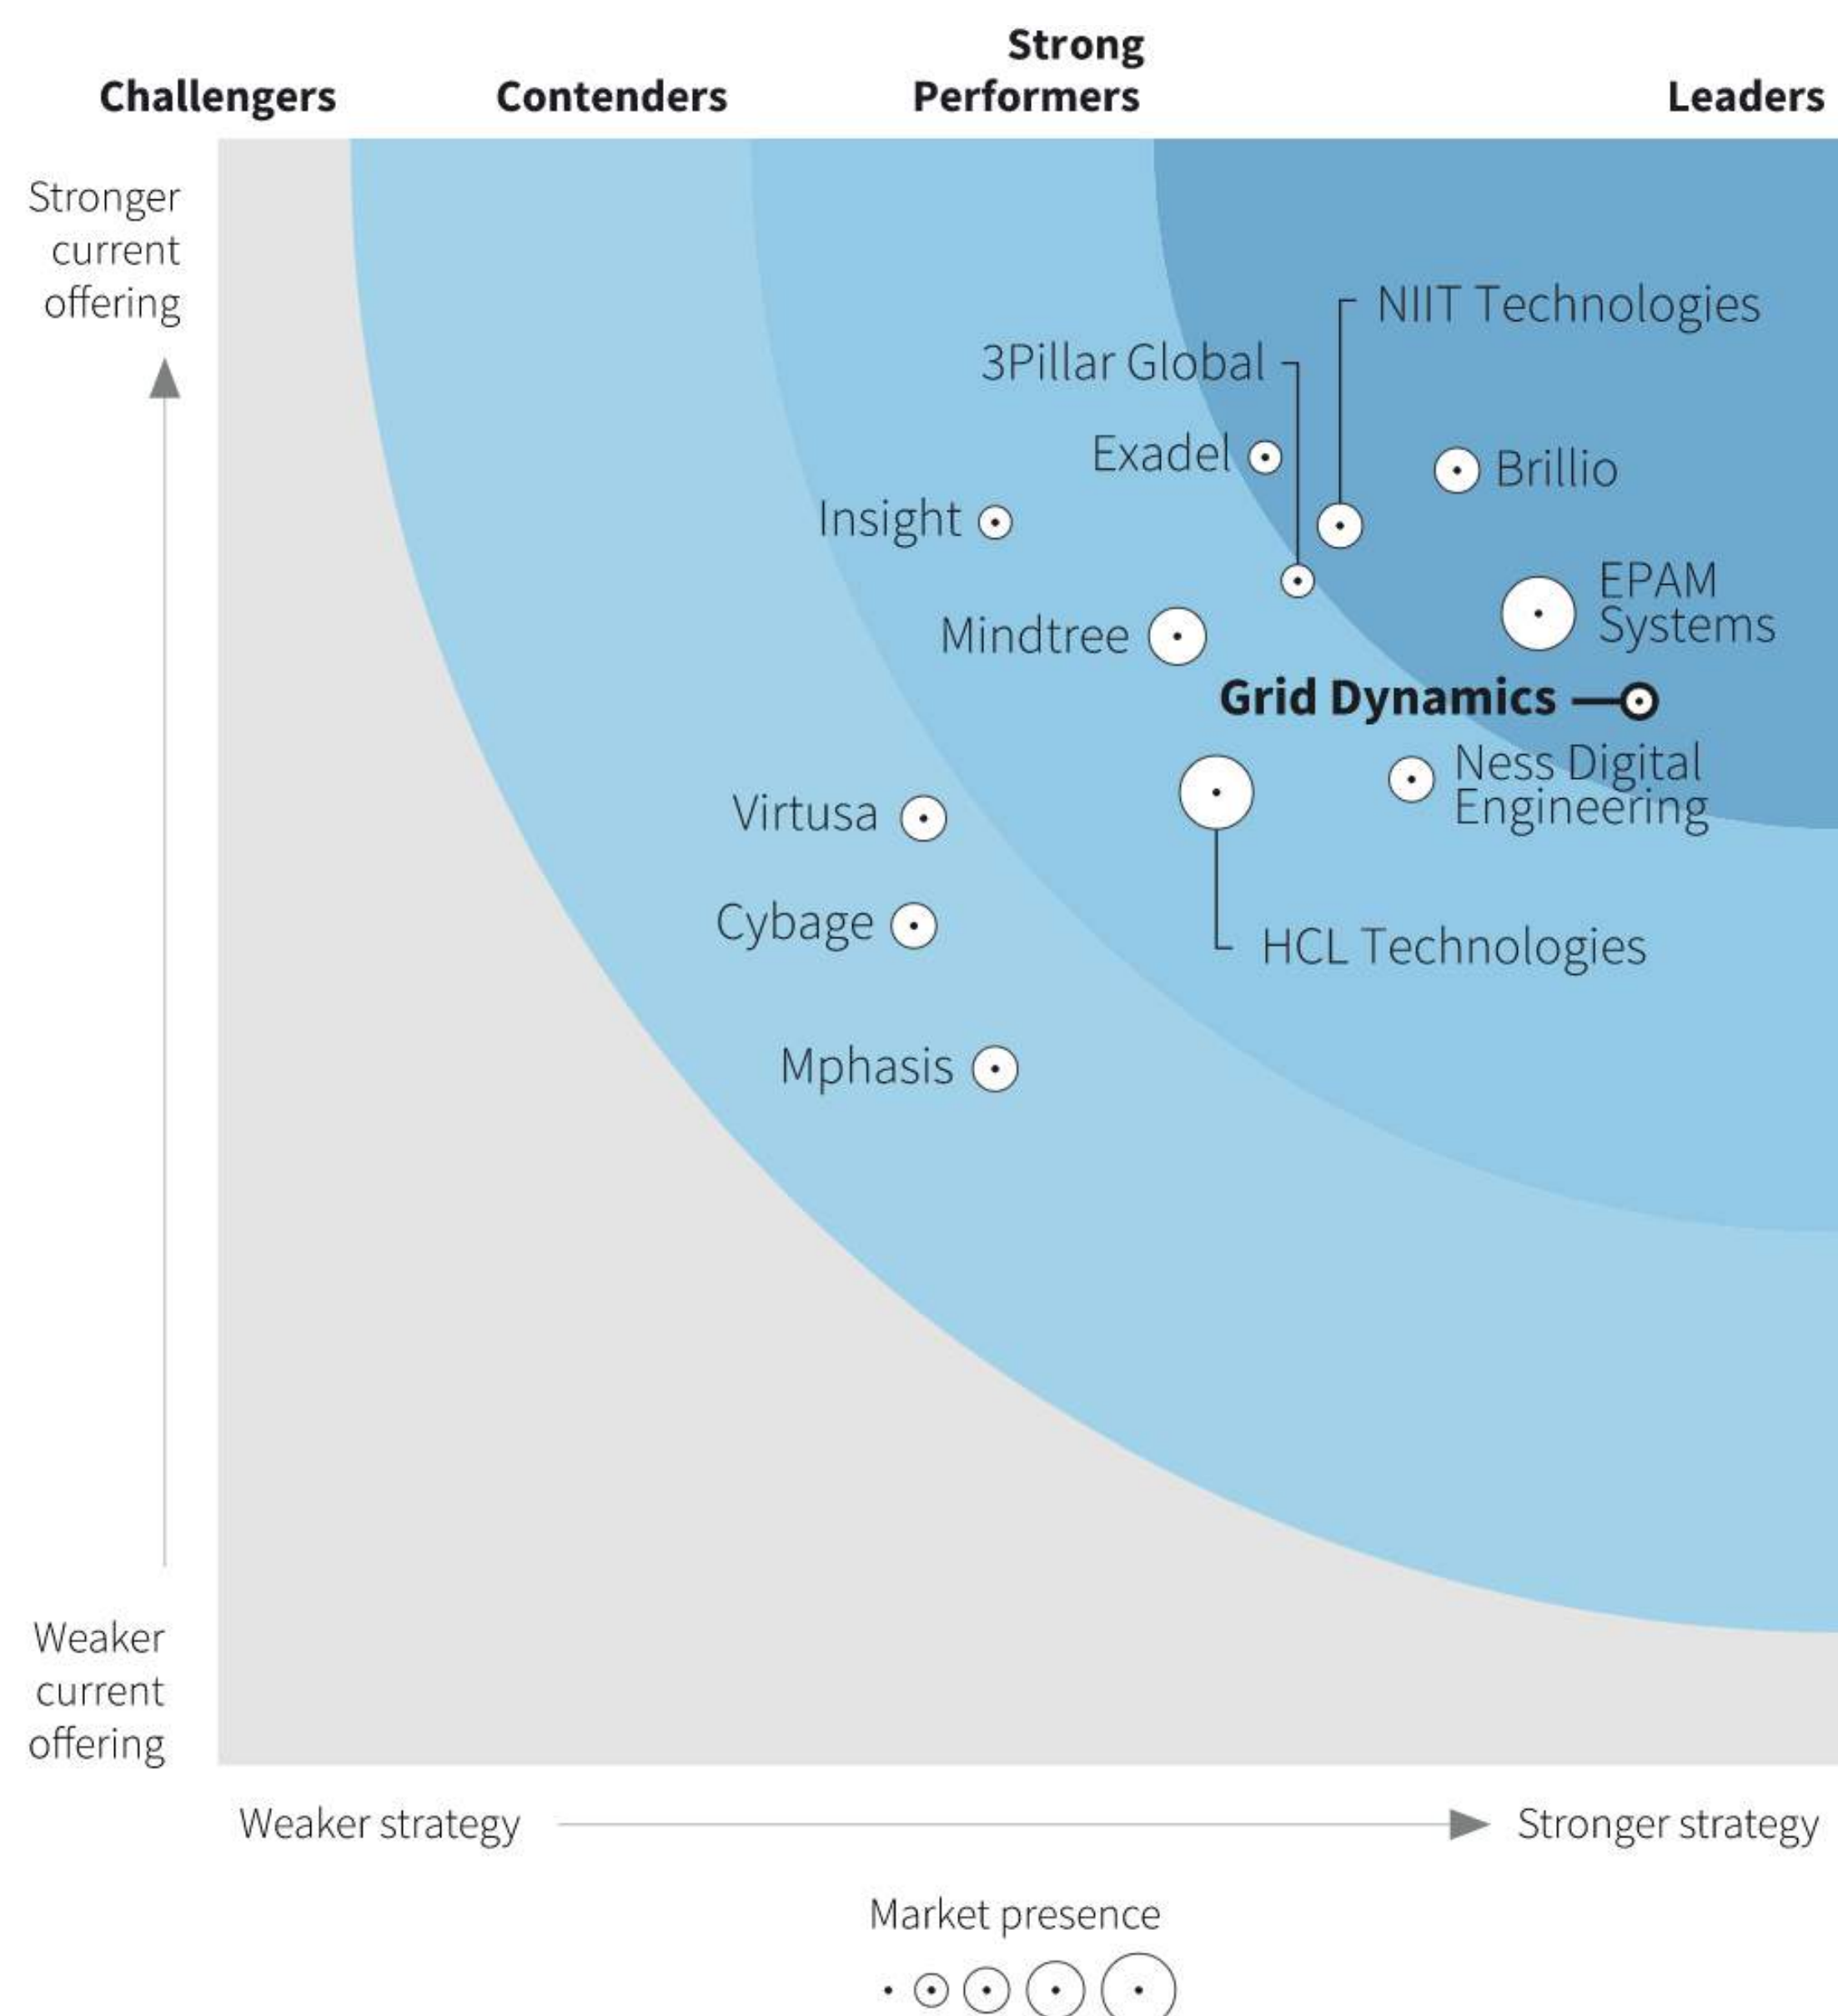 Challengers
Contenders
Strong
Performers
Leaders
Stronger
current
offering
NIIT Technologies
3Pillar Global
Exadel
Brillio
Insight
EPAM
Systems
Mindtree
Grid Dynamics
Ness Digital
Engineering
Virtusa
Cybage
HCL Technologies
Mphasis
Weaker
current
offering
Weaker strategy
Stronger strategy
Market presence